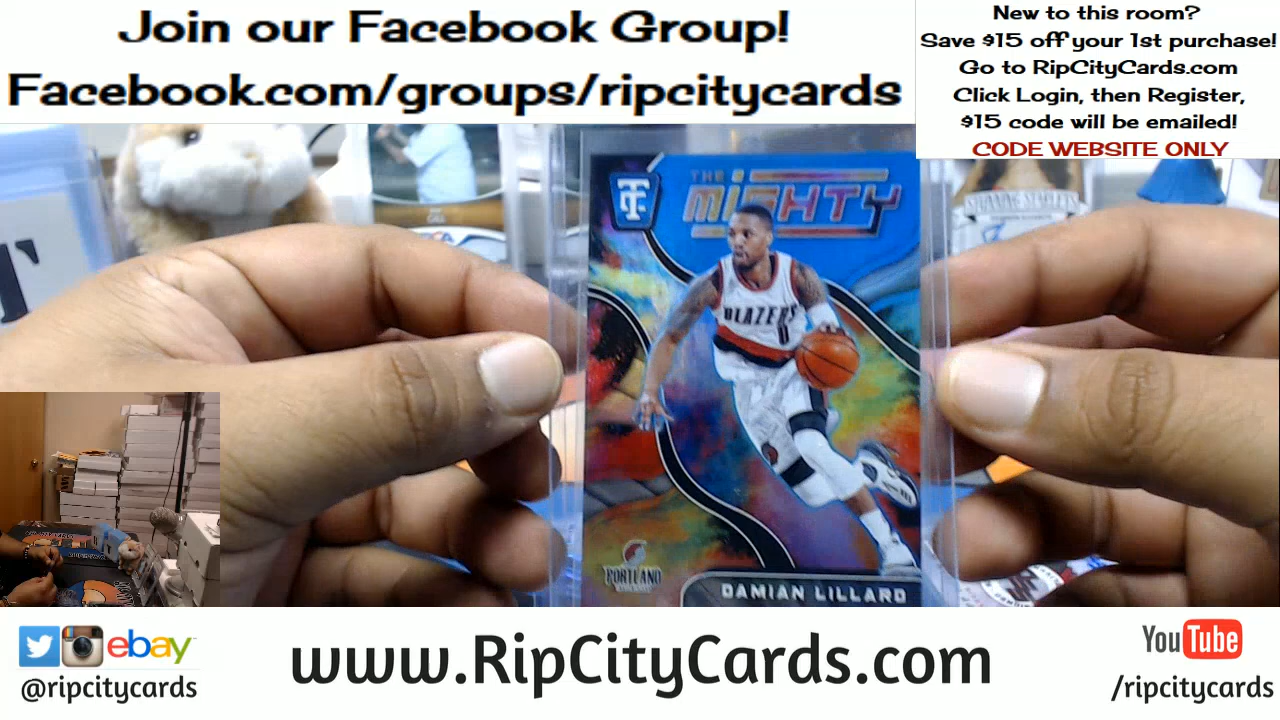 Join our Facebook Group!
Facebook.com/groups/ripcitycards
New to this room?
Save $15 off your 1st purchase!
Go to RipCityCards.com
Click Login, then Register,
$15 code will be emailed!
CODE WEBSITE ONLY
THE
MIGHTY
BLAZERS
0
PORTLAND
DAMIAN LILLARD
ebay
@ripcitycards
www.RipCityCards.com
YouTube
/ripcitycards